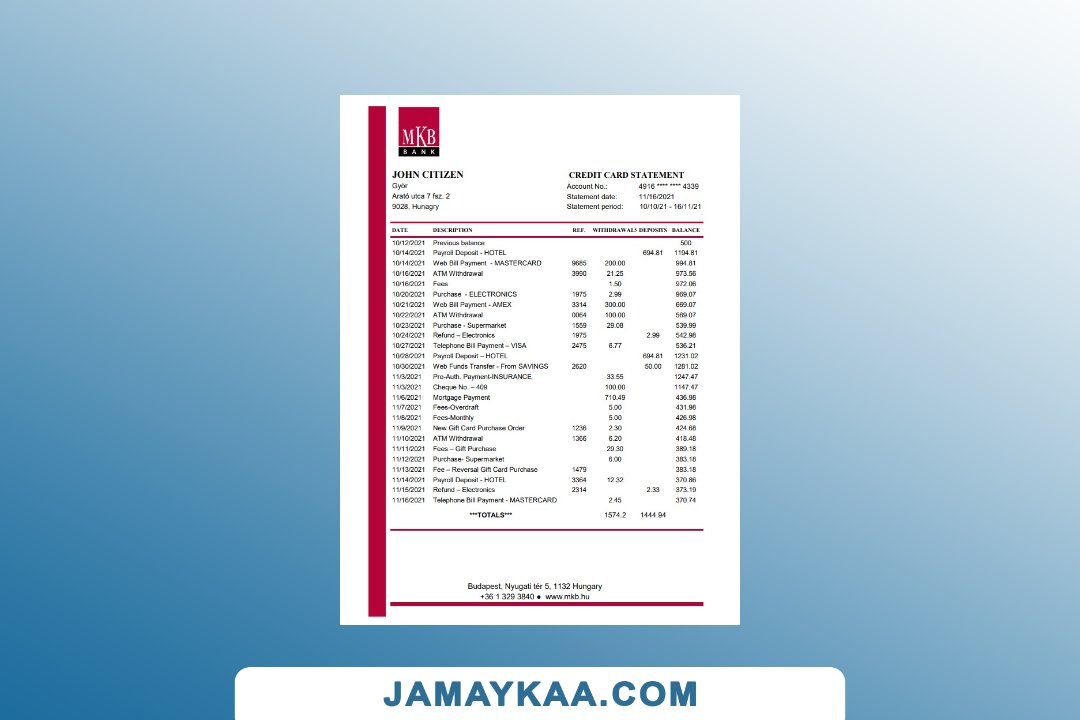 MKB
BANK
JOHN CITIZEN
Győr
Arató utca 7 fsz. 2
9028. Hunagry
CREDIT CARD STATEMENT
Account No.: 4916 **** **** 4339
Statement date: 11/16/2021
Statement period: 10/10/21 - 16/11/21
DATE DESCRIPTION REF. WITHDRAWALS DEPOSITS BALANCE
10/12/2021 Previous balance 500
10/14/2021 Payroll Deposit - HOTEL 694.81 1194.81
10/14/2021 Web Bill Payment - MASTERCARD 9685 200.00 994.81
10/16/2021 ATM Withdrawal 3990 21.25 973.56
10/16/2021 Fees 1.50 972.06
10/20/2021 Purchase - ELECTRONICS 1975 2.99 969.07
10/21/2021 Web Bill Payment - AMEX 3314 300.00 669.07
10/22/2021 ATM Withdrawal 0064 100.00 569.07
10/23/2021 Purchase - Supermarket 1559 29.08 539.99
10/24/2021 Refund – Electronics 1975 2.99 542.98
10/27/2021 Telephone Bill Payment – VISA 2475 6.77 536.21
10/28/2021 Payroll Deposit – HOTEL 694.81 1231.02
10/30/2021 Web Funds Transfer - From SAVINGS 2620 50.00 1281.02
11/3/2021 Pre-Auth. Payment-INSURANCE 33.55 1247.47
11/3/2021 Cheque No. – 409 100.00 1147.47
11/6/2021 Mortgage Payment 710.49 436.98
11/7/2021 Fees-Overdraft 5.00 431.98
11/8/2021 Fees-Monthly 5.00 426.98
11/9/2021 New Gift Card Purchase Order 1236 2.30 424.68
11/10/2021 ATM Withdrawal 1366 6.20 418.48
11/11/2021 Fees – Gift Purchase 29.30 389.18
11/12/2021 Purchase- Supermarket 6.00 383.18
11/13/2021 Fee – Reversal Gift Card Purchase 1479 383.18
11/14/2021 Payroll Deposit - HOTEL 3364 12.32 370.86
11/15/2021 Refund – Electronics 2314 2.33 373.19
11/16/2021 Telephone Bill Payment - MASTERCARD 2.45 370.74
***TOTALS*** 1574.2 1444.94
Budapest, Nyugati tér 5, 1132 Hungary
+36 1 329 3840 ● www.mkb.hu
JAMAYKAA.COM